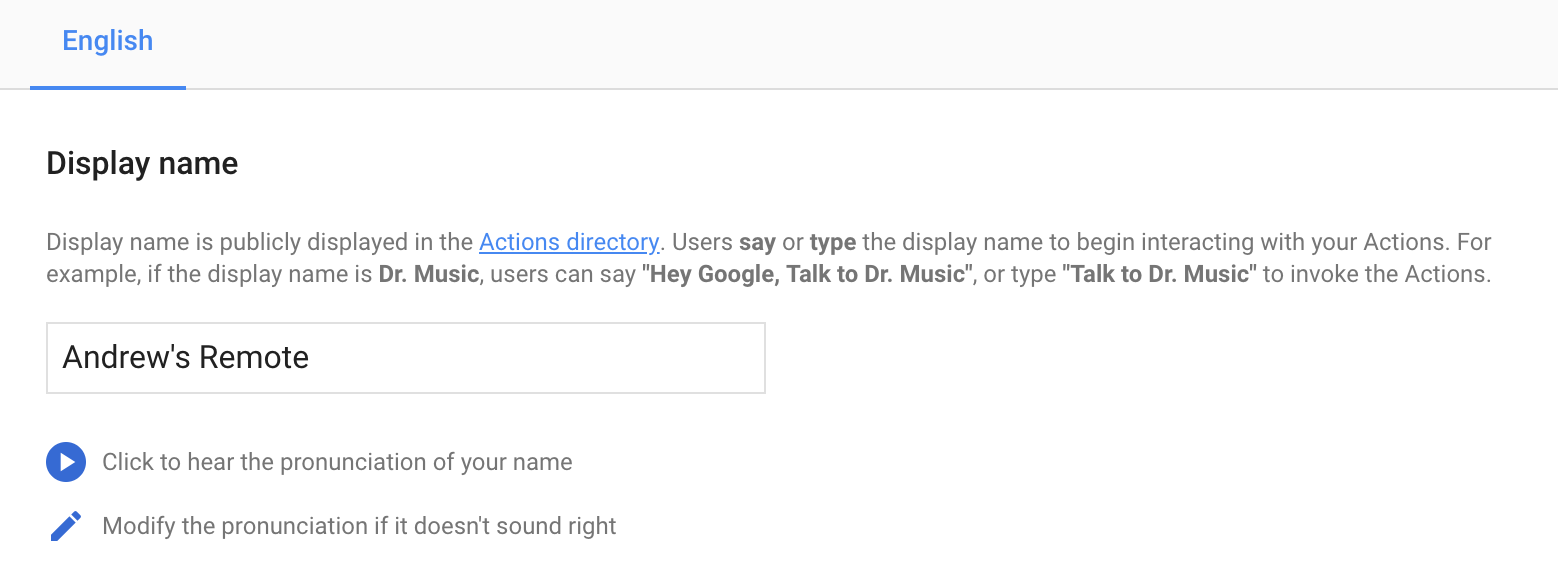 English
Display name
Display name is publicly displayed in the Actions directory. Users say or type the display name to begin interacting with your Actions. For
example, if the display name is Dr. Music, users can say "Hey Google, Talk to Dr. Music", or type "Talk to Dr. Music" to invoke the Actions.
Andrew's Remote
Click to hear the pronunciation of your name
Modify the pronunciation if it doesn't sound right